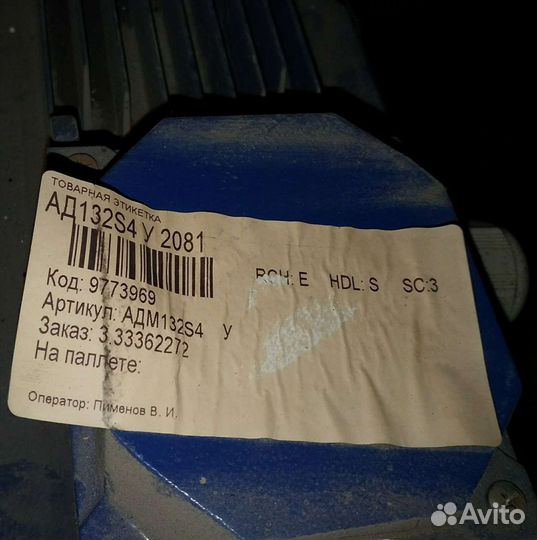 ТОВАРНАЯ ЭТИКЕТКА
АД132S4 У 2081
RCH: E HDL: S SC:3
Код: 9773969
Артикул: АДМ132S4 У
Заказ: 3.33362272
На паллете:
Оператор: Пименов В. И.
Avito